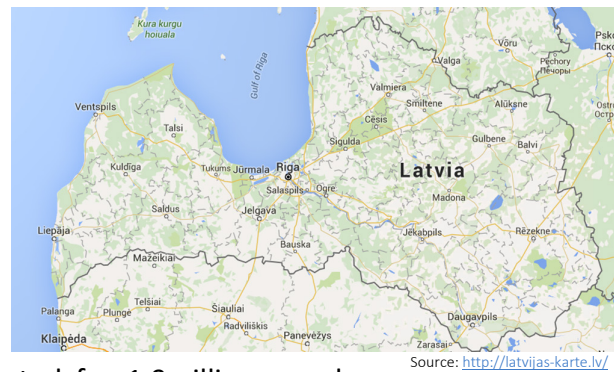 Kura kurgu
hoiuala
Gulf of Riga
Valga
Võru
Pechory
Печоры
Valmiera
Smiltene
Alūksne
Ventspils
Cēsis
Talsi
Sigulda
Gulbene
Balvi
Kuldīga
Tukums
Jūrmala
Riga
Latvia
Salaspils
Ogre
Madona
Saldus
Jelgava
Liepāja
Jēkabpils
Rēzekne
Bauska
Mažeikiai
Palanga
Plungė
Telšiai
Šiauliai
Radviliškis
Panevėžys
Daugavpils
Zarasai
Klaipėda
Source: http://latvijas-karte.lv/